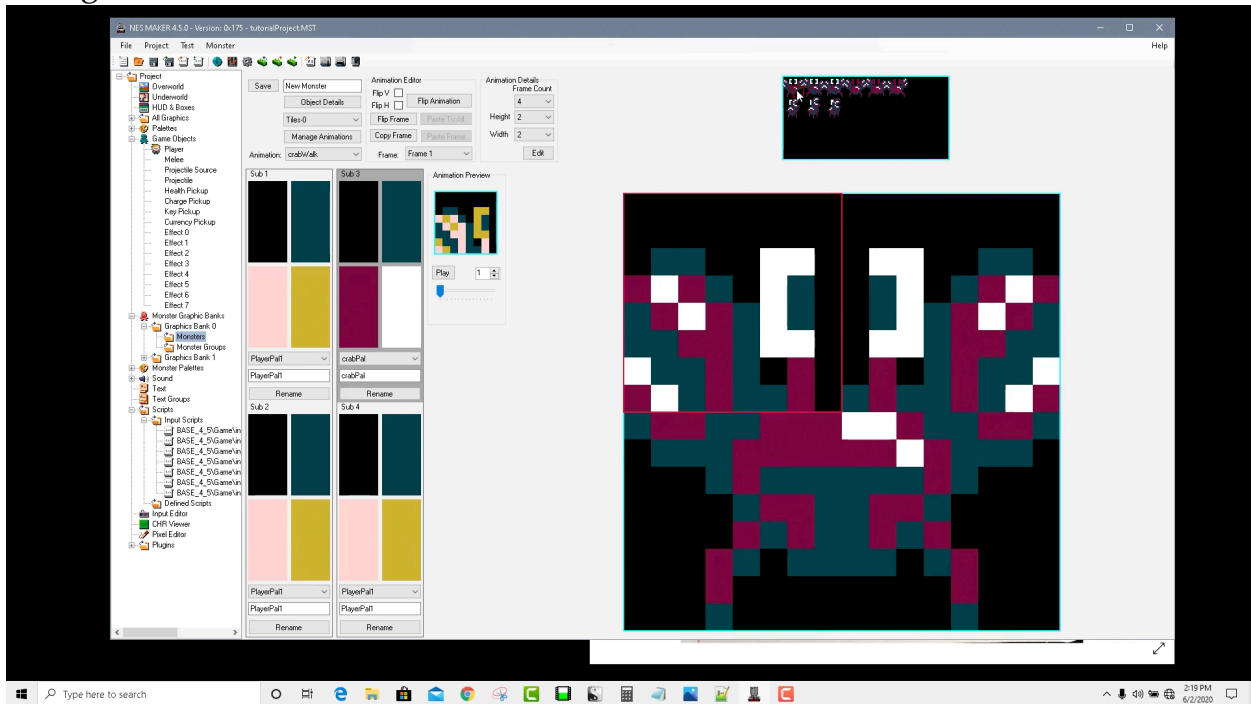 NES MAKER 4.5.0 - Version: 0x175 - tutorialProject.MST
File Project Test Monster Help
Project
Overworld
Underworld
HUD & Boxes
All Graphics
Palettes
Game Objects
Player
Melee
Projectile Source
Projectile
Health Pickup
Charge Pickup
Key Pickup
Currency Pickup
Effect 0
Effect 1
Effect 2
Effect 3
Effect 4
Effect 5
Effect 6
Effect 7
Monster Graphic Banks
Graphics Bank 0
Monsters
Monster Groups
Graphics Bank 1
Monster Palettes
Sound
Text
Text Groups
Scripts
Input Scripts
BASE_4_5\Game\in
BASE_4_5\Game\in
BASE_4_5\Game\in
BASE_4_5\Game\in
BASE_4_5\Game\in
BASE_4_5\Game\in
BASE_4_5\Game\in
Defined Scripts
Input Editor
CHR Viewer
Pixel Editor
Plugins
Save New Monster
Object Details
Tiles-0
Manage Animations
Animation: crabWalk
Animation Editor
Flip V
Flip H Flip Animation
Flip Frame Paste To All
Copy Frame Paste Frame
Frame: Frame 1
Animation Details
Frame Count
4
Height 2
Width 2
Edit
Sub 1
PlayerPal1
PlayerPal1
Rename
Sub 3
crabPal
crabPal
Rename
Sub 2
PlayerPal1
PlayerPal1
Rename
Sub 4
PlayerPal1
PlayerPal1
Rename
Animation Preview
Play 1
Type here to search
2:19 PM
6/2/2020